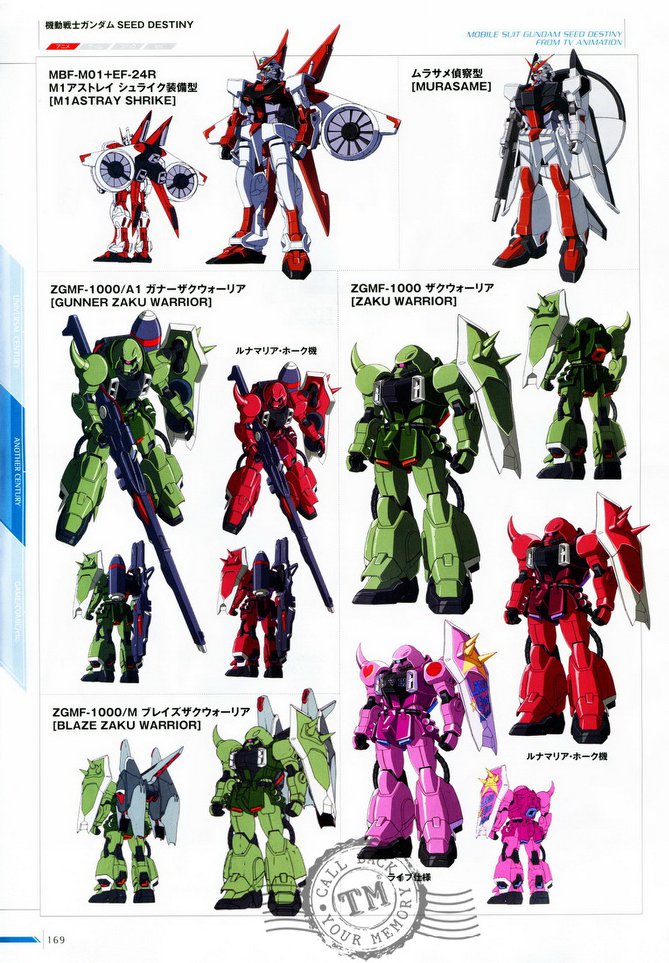 機動戦士ガンダム SEED DESTINY
アニメ
MOBILE SUIT GUNDAM SEED DESTINY
FROM TV ANIMATION
MBF-M01+EF-24R
M1アストレイ シュライク装備型
[M1ASTRAY SHRIKE]
ムラサメ偵察型
[MURASAME]
ZGMF-1000/A1 ガナーザクウォーリア
[GUNNER ZAKU WARRIOR]
ルナマリア・ホーク機
ZGMF-1000 ザクウォーリア
[ZAKU WARRIOR]
ルナマリア・ホーク機
ライブ仕様
ZGMF-1000/M ブレイズザクウォーリア
[BLAZE ZAKU WARRIOR]
UNIVERSAL CENTURY
ANOTHER CENTURY
CALL BACK
TM
YOUR MEMORY
169